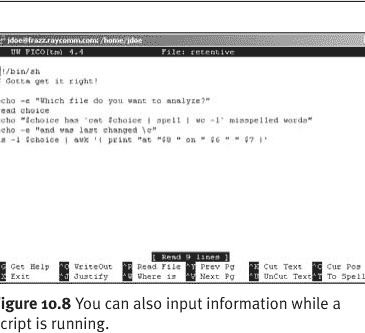 jdoe@frazz.raycomm.com: /home/jdoe
UW PICO(tm) 4.4 File: retentive
!/bin/sh
Gotta get it right!
cho -e "Which file do you want to analyze?"
ead choice
cho "$choice has `cat $choice | spell | wc -l` misspelled words"
cho -e "and was last changed \c"
s -l $choice | awk '{ print "at "$8 " on " $6 " " $7 }'
[ Read 9 lines ]
G Get Help ^O WriteOut ^R Read File ^Y Prev Pg ^K Cut Text ^C Cur Pos
X Exit ^J Justify ^W Where is ^V Next Pg ^U UnCut Text ^T To Spell
igure 10.8 You can also input information while a
cript is running.